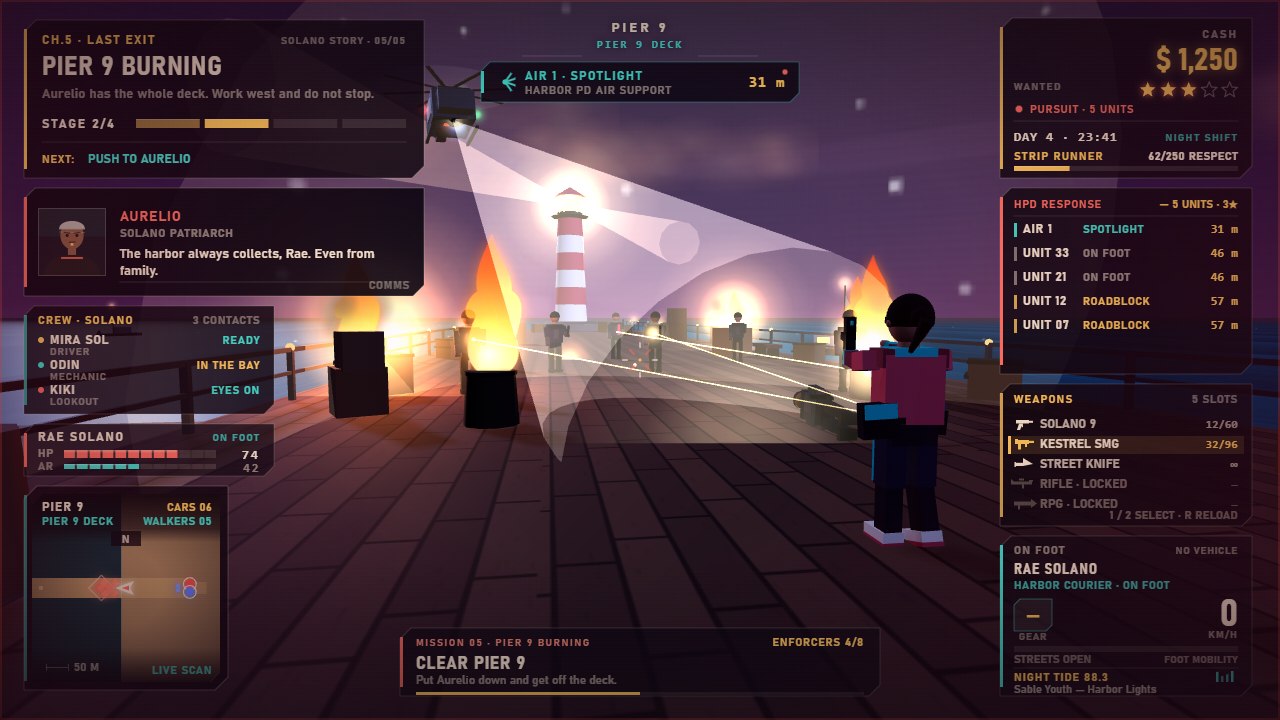 CH.5 · LAST EXIT
SOLANO STORY · 05/05
PIER 9 BURNING
Aurelio has the whole deck. Work west and do not stop.
STAGE 2/4
NEXT: PUSH TO AURELIO
AURELIO
SOLANO PATRIARCH
The harbor always collects, Rae. Even from
family.
COMMS
CREW · SOLANO
3 CONTACTS
MIRA SOL READY
DRIVER
ODIN IN THE BAY
MECHANIC
KIKI EYES ON
LOOKOUT
RAE SOLANO ON FOOT
HP 74
AR 42
PIER 9 CARS 06
PIER 9 DECK WALKERS 05
N
50 M
LIVE SCAN
PIER 9
PIER 9 DECK
AIR 1 · SPOTLIGHT
HARBOR PD AIR SUPPORT
31 m
MISSION 05 · PIER 9 BURNING
ENFORCERS 4/8
CLEAR PIER 9
Put Aurelio down and get off the deck.
CASH
$ 1,250
WANTED
PURSUIT · 5 UNITS
DAY 4 · 23:41 NIGHT SHIFT
STRIP RUNNER 62/250 RESPECT
HPD RESPONSE — 5 UNITS · 3★
AIR 1 SPOTLIGHT 31 m
UNIT 33 ON FOOT 46 m
UNIT 21 ON FOOT 46 m
UNIT 12 ROADBLOCK 57 m
UNIT 07 ROADBLOCK 57 m
WEAPONS 5 SLOTS
SOLANO 9 12/60
KESTREL SMG 32/96
STREET KNIFE ∞
RIFLE · LOCKED —
RPG · LOCKED —
1 / 2 SELECT · R RELOAD
ON FOOT NO VEHICLE
RAE SOLANO
HARBOR COURIER · ON FOOT
—
GEAR
0
KM/H
STREETS OPEN FOOT MOBILITY
NIGHT TIDE 88.3
Sable Youth — Harbor Lights